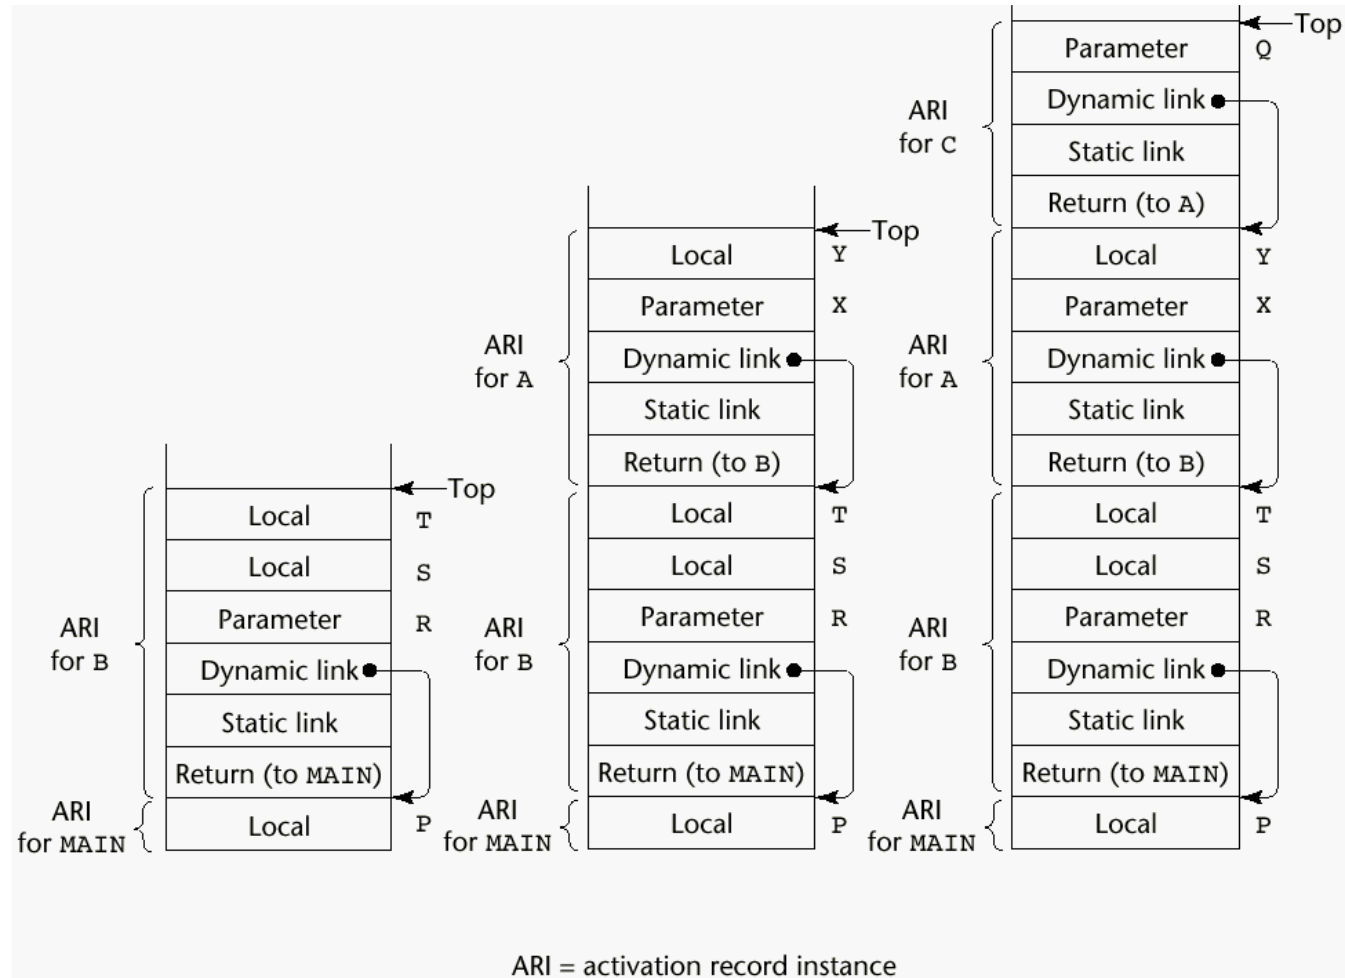 Top
Local
T
Local
S
Parameter
R
Dynamic link
Static link
Return (to MAIN)
ARI
for B
Local
P
ARI
for MAIN
Top
Local
Y
Parameter
X
Dynamic link
Static link
Return (to B)
ARI
for A
Local
T
Local
S
Parameter
R
Dynamic link
Static link
Return (to MAIN)
ARI
for B
Local
P
ARI
for MAIN
Top
Parameter
Q
Dynamic link
Static link
Return (to A)
ARI
for C
Local
Y
Parameter
X
Dynamic link
Static link
Return (to B)
ARI
for A
Local
T
Local
S
Parameter
R
Dynamic link
Static link
Return (to MAIN)
ARI
for B
Local
P
ARI
for MAIN
ARI = activation record instance